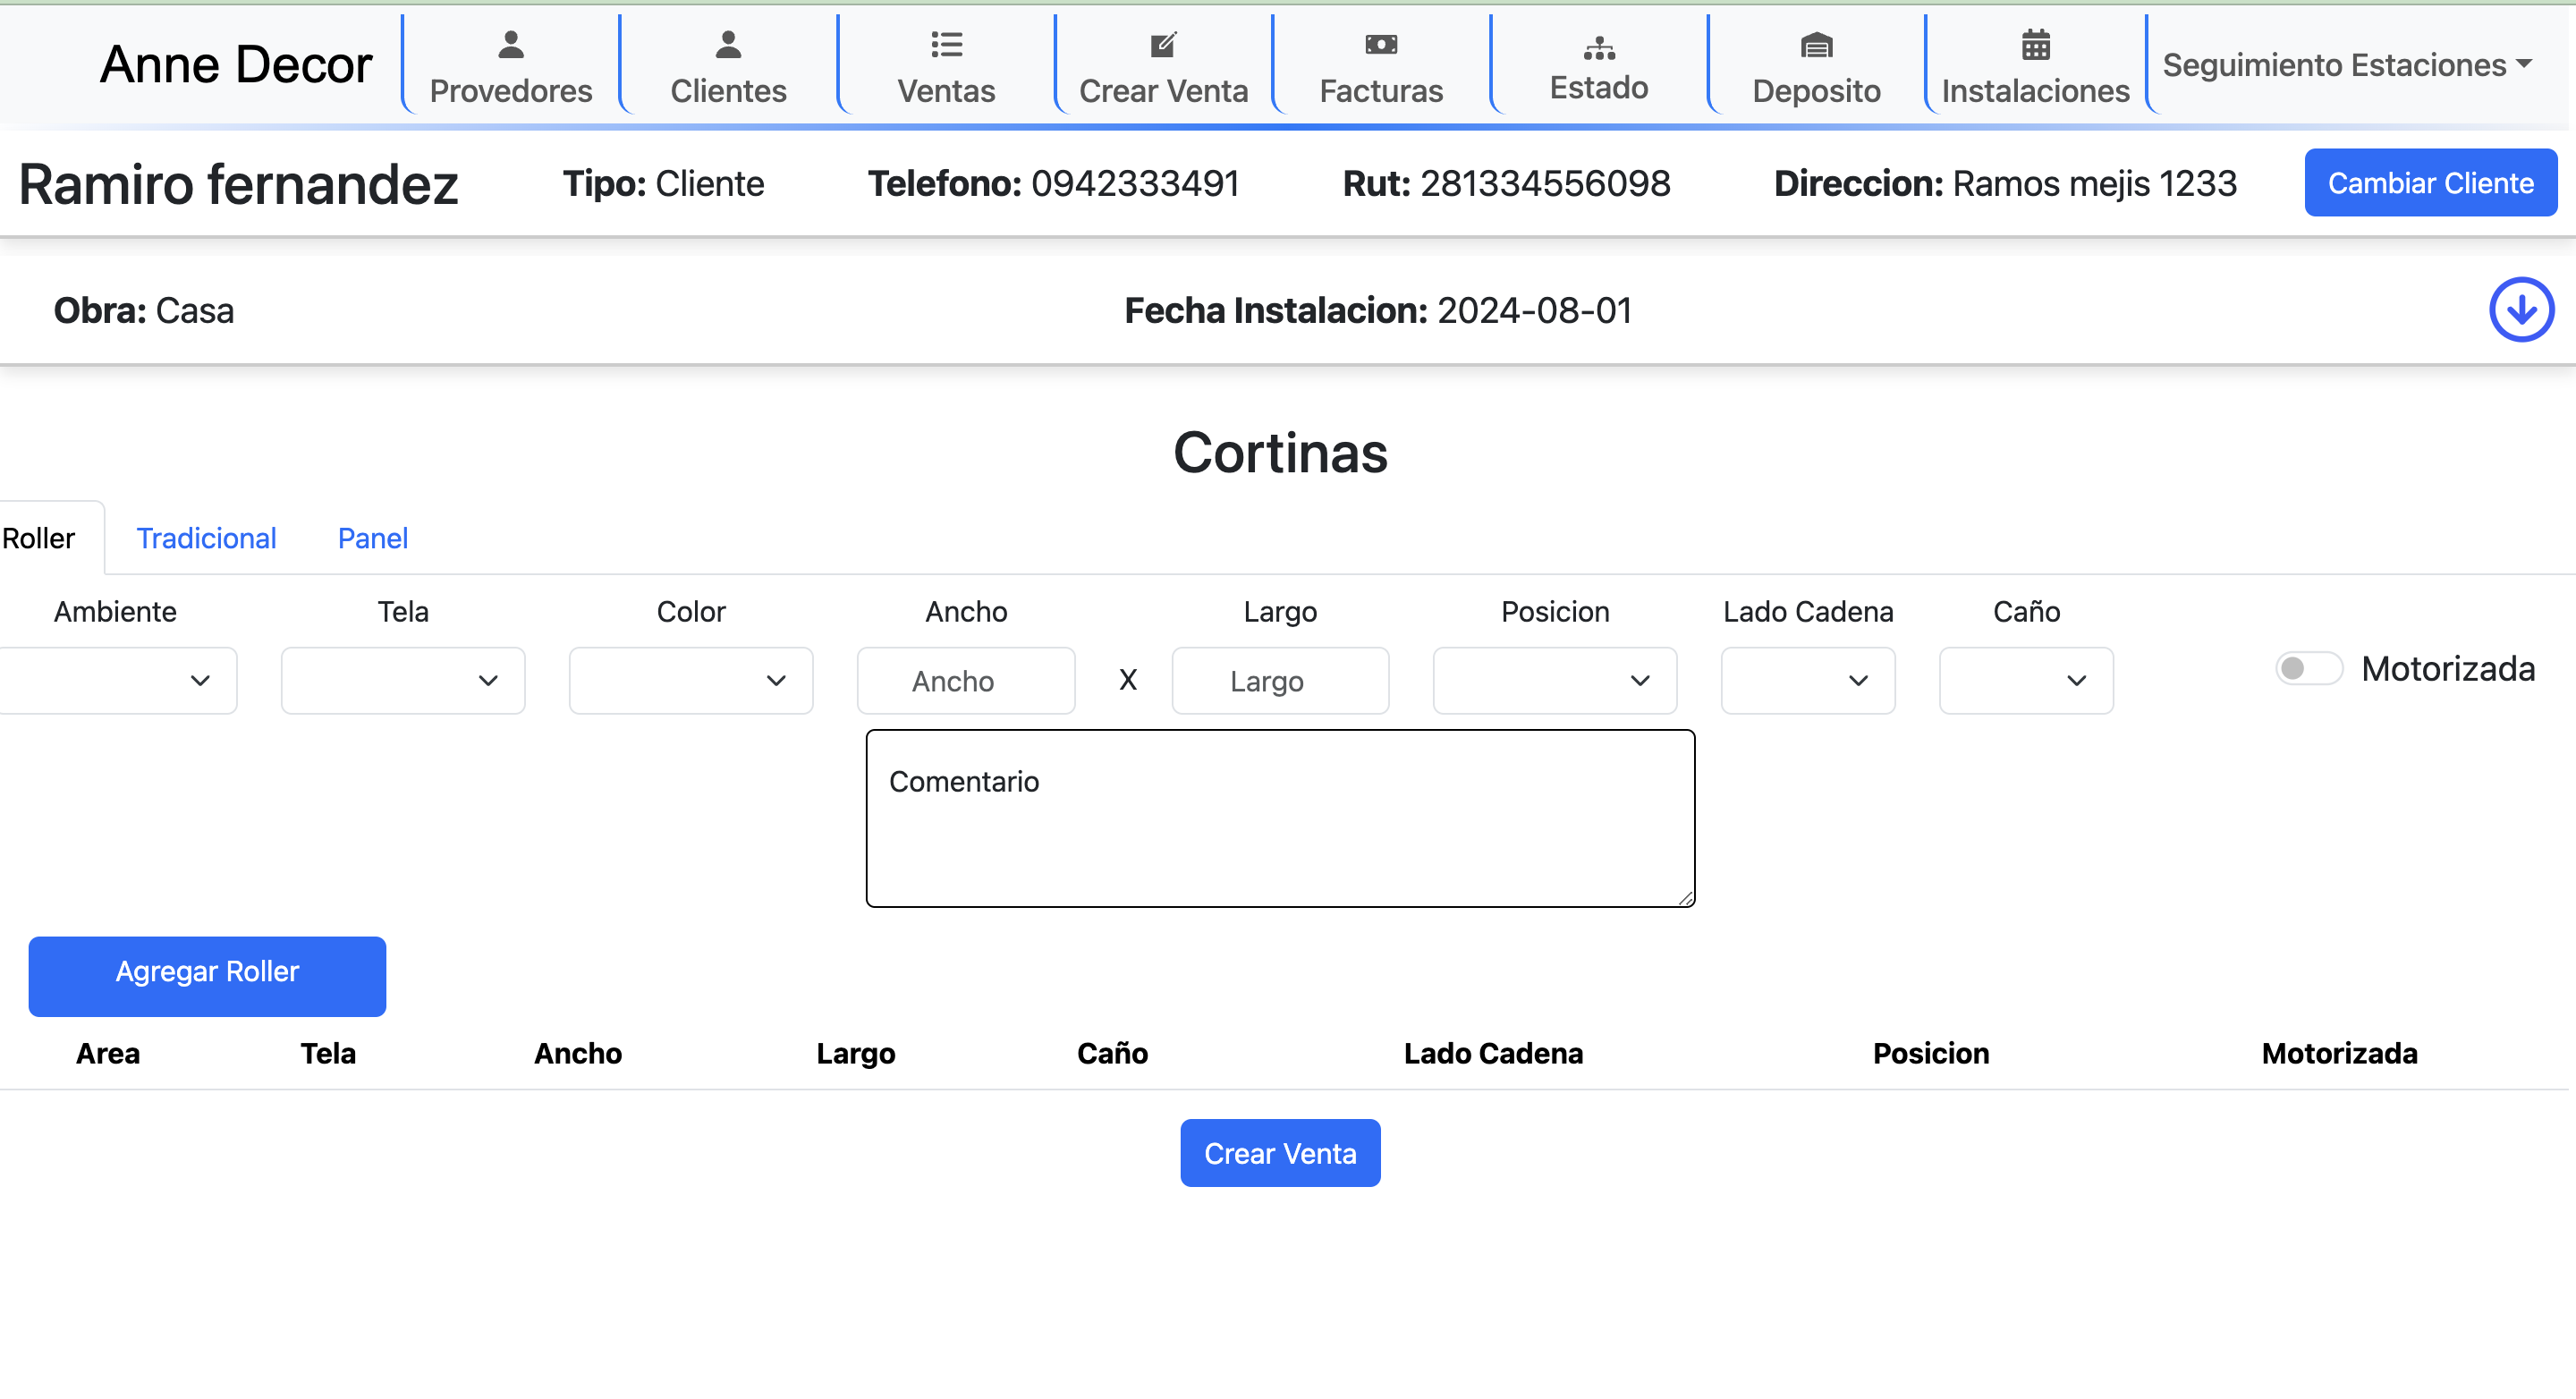 Anne Decor
Provedores
Clientes
Ventas
Crear Venta
Facturas
Estado
Deposito
Instalaciones
Seguimiento Estaciones
Ramiro fernandez
Tipo: Cliente
Telefono: 0942333491
Rut: 281334556098
Direccion: Ramos mejis 1233
Cambiar Cliente
Obra: Casa
Fecha Instalacion: 2024-08-01
Cortinas
Roller
Tradicional
Panel
Ambiente
Tela
Color
Ancho
Largo
Posicion
Lado Cadena
Caño
Ancho
X
Largo
Motorizada
Comentario
Agregar Roller
Area
Tela
Ancho
Largo
Caño
Lado Cadena
Posicion
Motorizada
Crear Venta